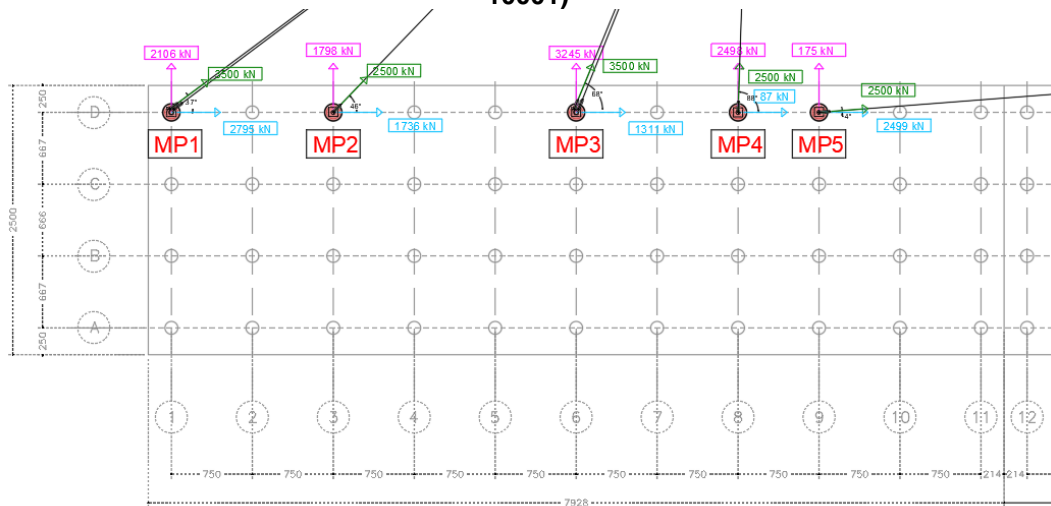 2106 kN
1798 kN
3245 kN
2498 kN
175 kN
3500 kN
2500 kN
3500 kN
2500 kN
2500 kN
37°
46°
68°
88°
4°
2795 kN
1736 kN
1311 kN
87 kN
2499 kN
MP1
MP2
MP3
MP4
MP5
D
C
B
A
250
667
666
667
250
2500
1
2
3
4
5
6
7
8
9
10
11
12
750
750
750
750
750
750
750
750
750
750
214
214
7928